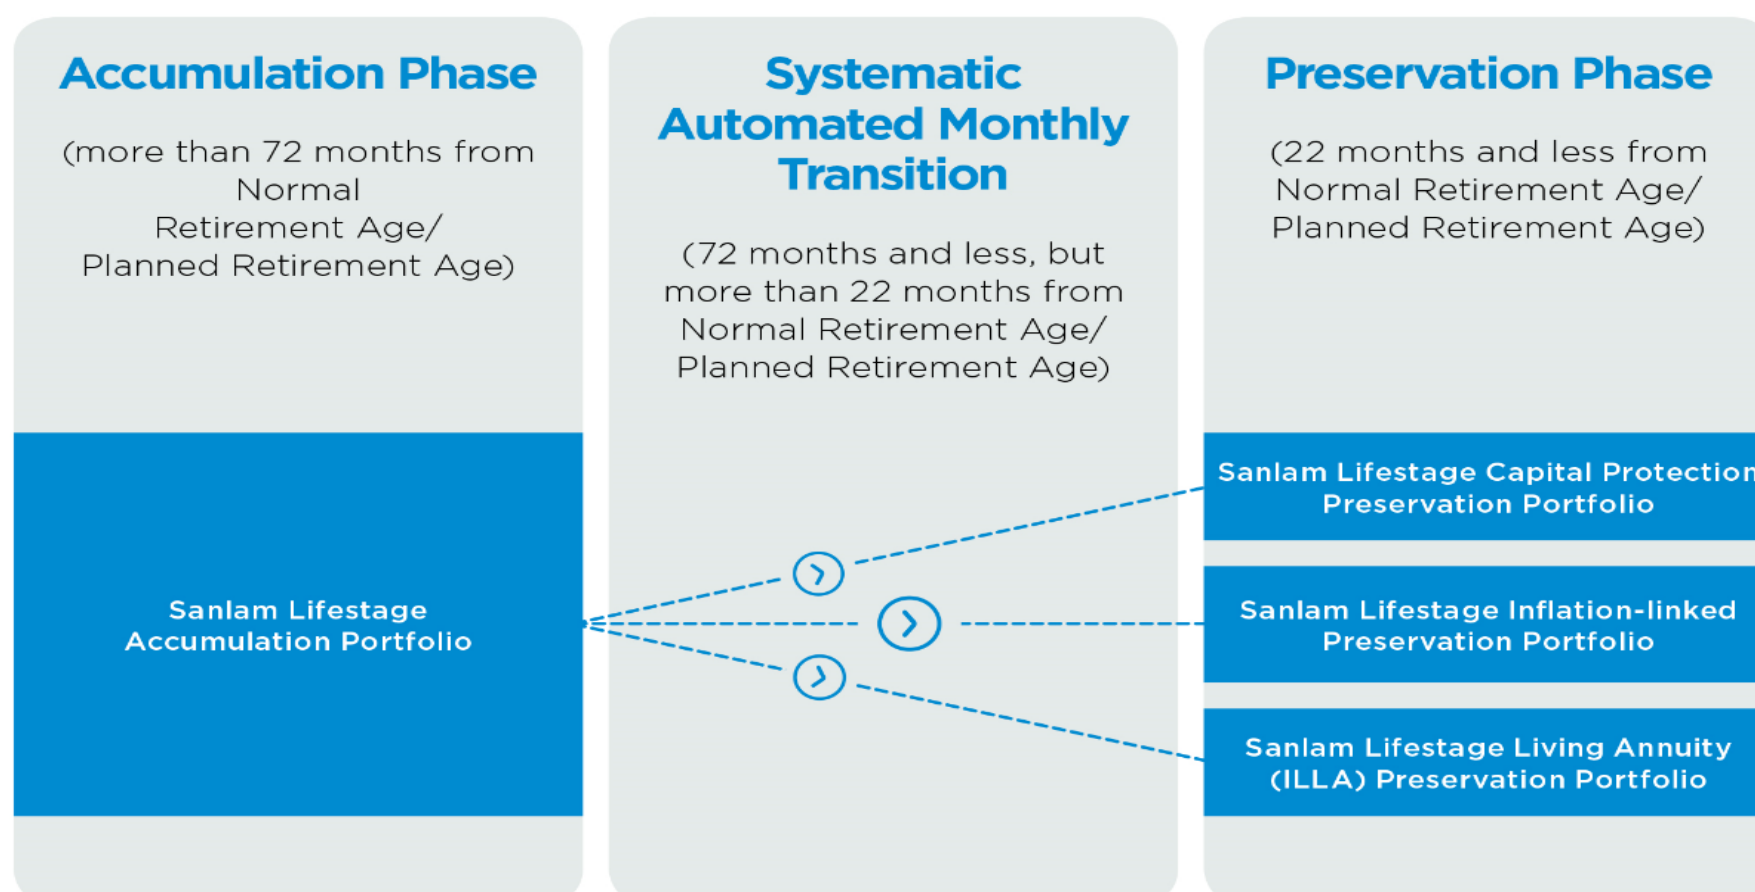 Accumulation Phase
(more than 72 months from
Normal
Retirement Age/
Planned Retirement Age)
Sanlam Lifestage
Accumulation Portfolio
Systematic
Automated Monthly
Transition
(72 months and less, but
more than 22 months from
Normal Retirement Age/
Planned Retirement Age)
Preservation Phase
(22 months and less from
Normal Retirement Age/
Planned Retirement Age)
Sanlam Lifestage Capital Protection
Preservation Portfolio
Sanlam Lifestage Inflation-linked
Preservation Portfolio
Sanlam Lifestage Living Annuity
(ILLA) Preservation Portfolio